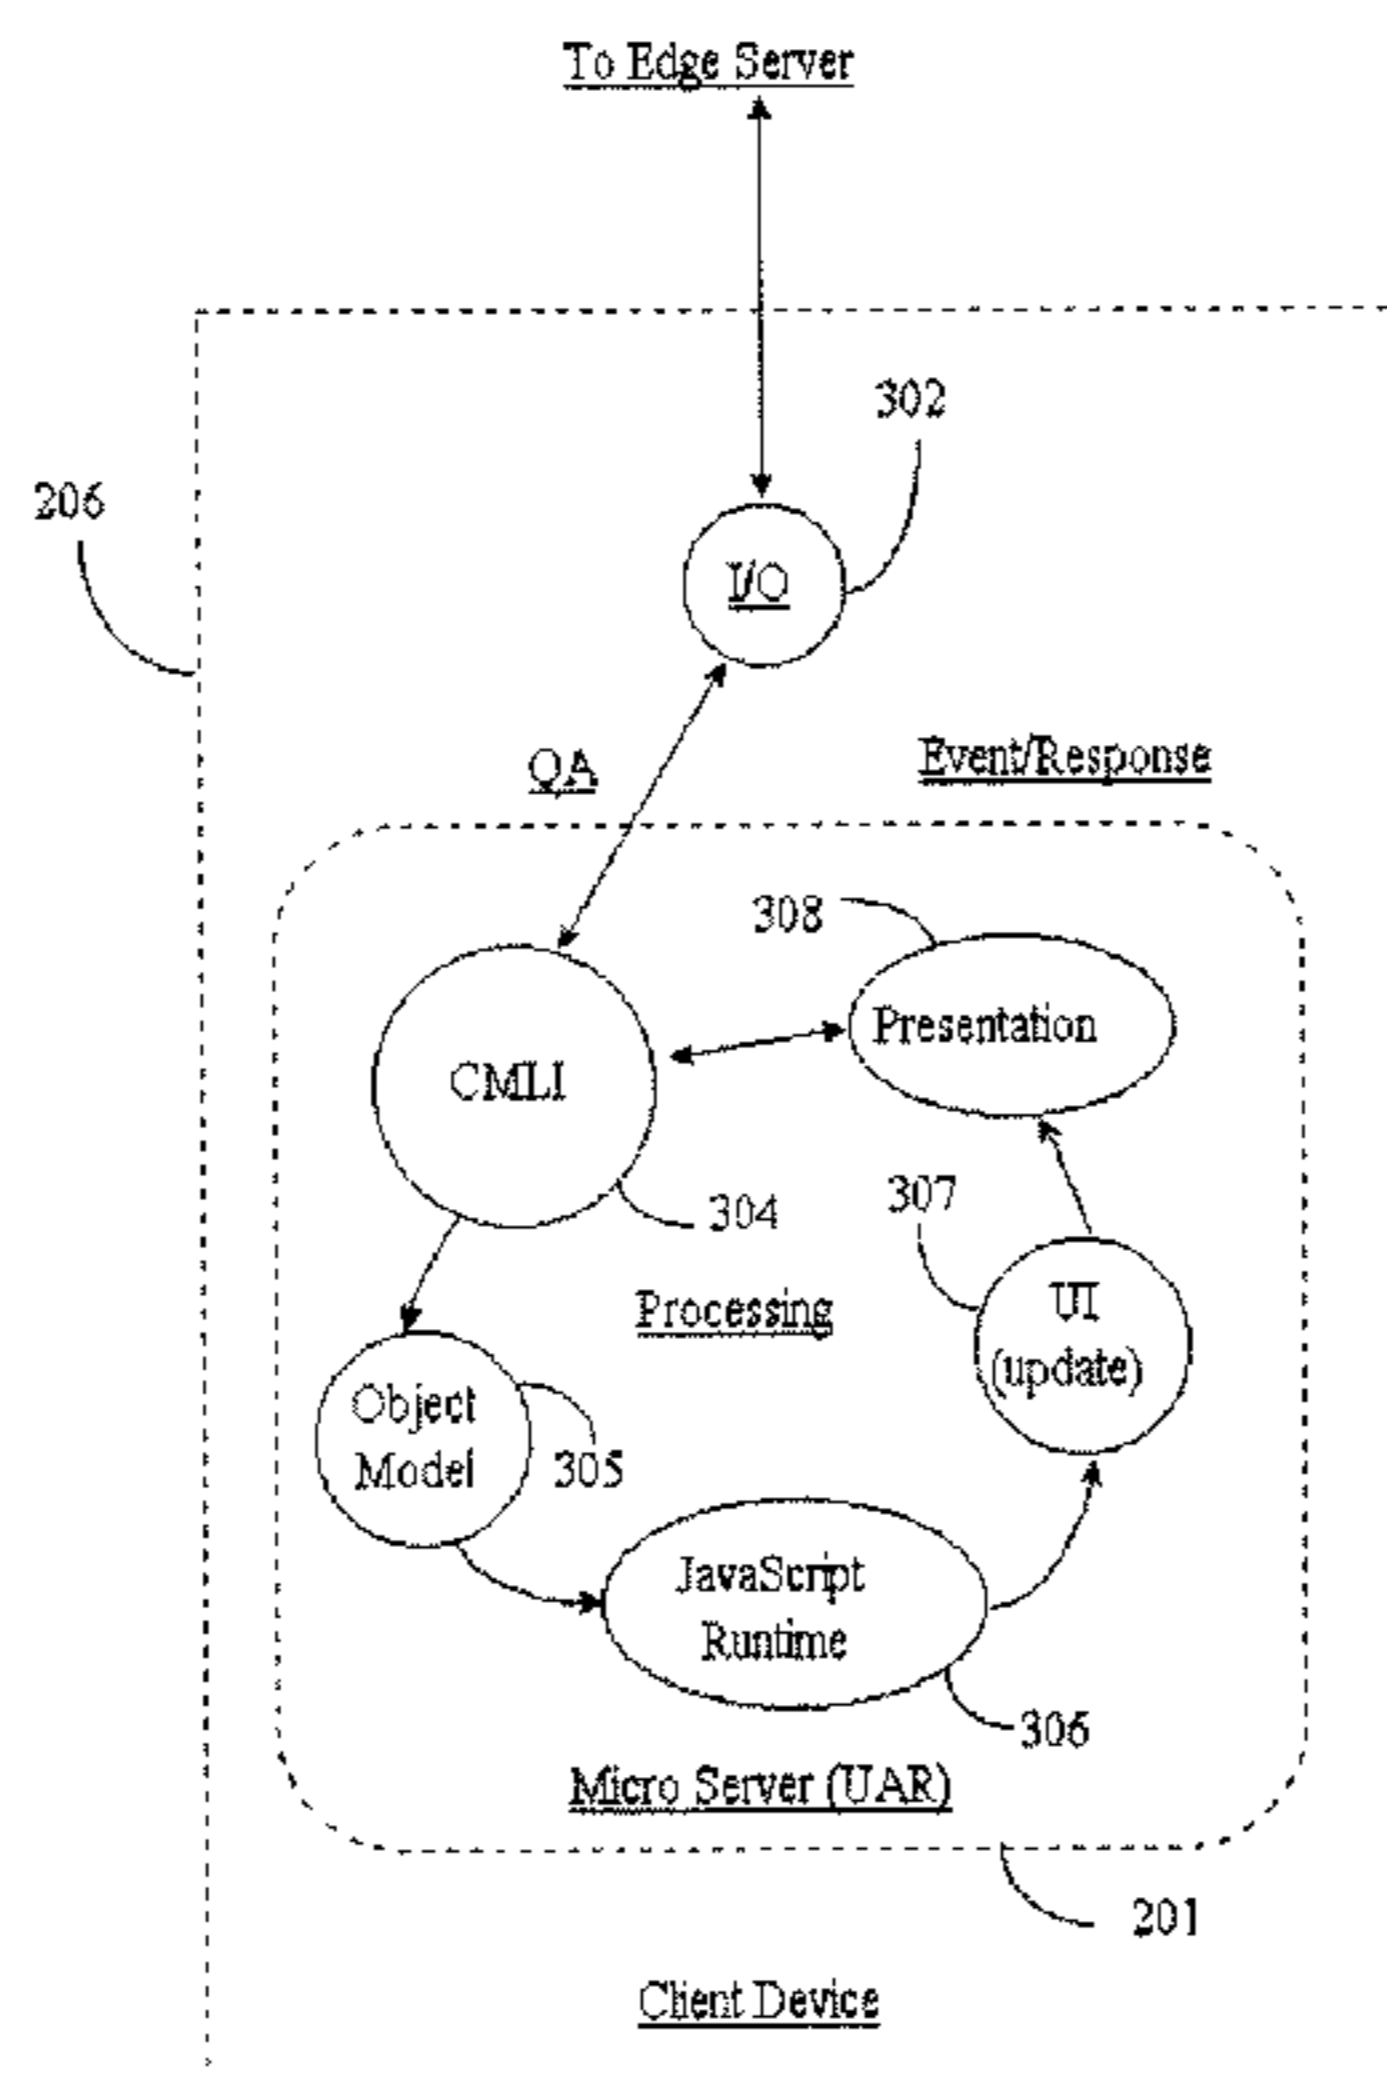 To Edge Server
302
206
I/O
QA
Event/Response
308
Presentation
CMLI
307
304
UI
(update)
Processing
Object
Model
305
JavaScript
Runtime
306
Micro Server (UAR)
201
Client Device